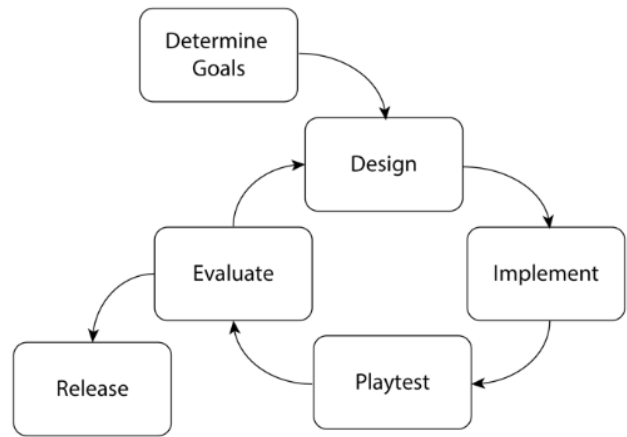 Determine
Goals
Design
Evaluate
Implement
Release
Playtest